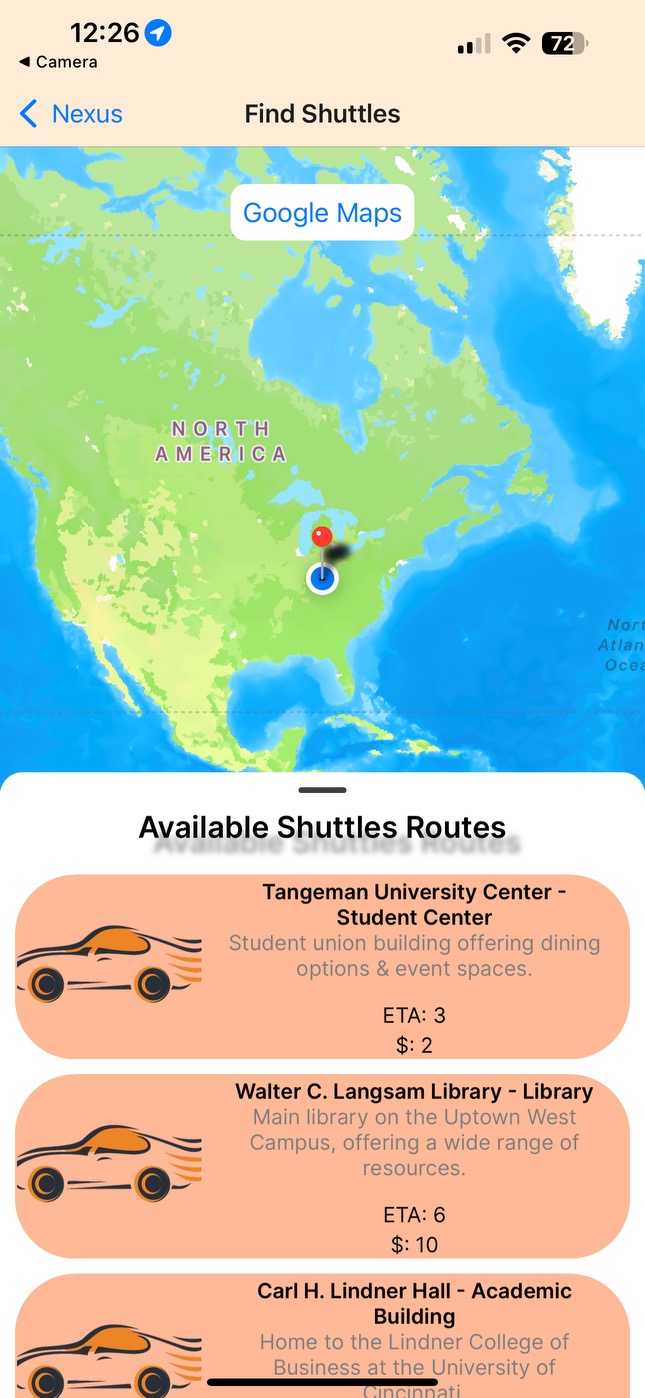 12:26
72
◀ Camera
Nexus
Find Shuttles
Google Maps
NORTH
AMERICA
Available Shuttles Routes
Tangeman University Center -
Student Center
Student union building offering dining
options & event spaces.
ETA: 3
$: 2
Walter C. Langsam Library - Library
Main library on the Uptown West
Campus, offering a wide range of
resources.
ETA: 6
$: 10
Carl H. Lindner Hall - Academic
Building
Home to the Lindner College of
Business at the University of
Cincinnati